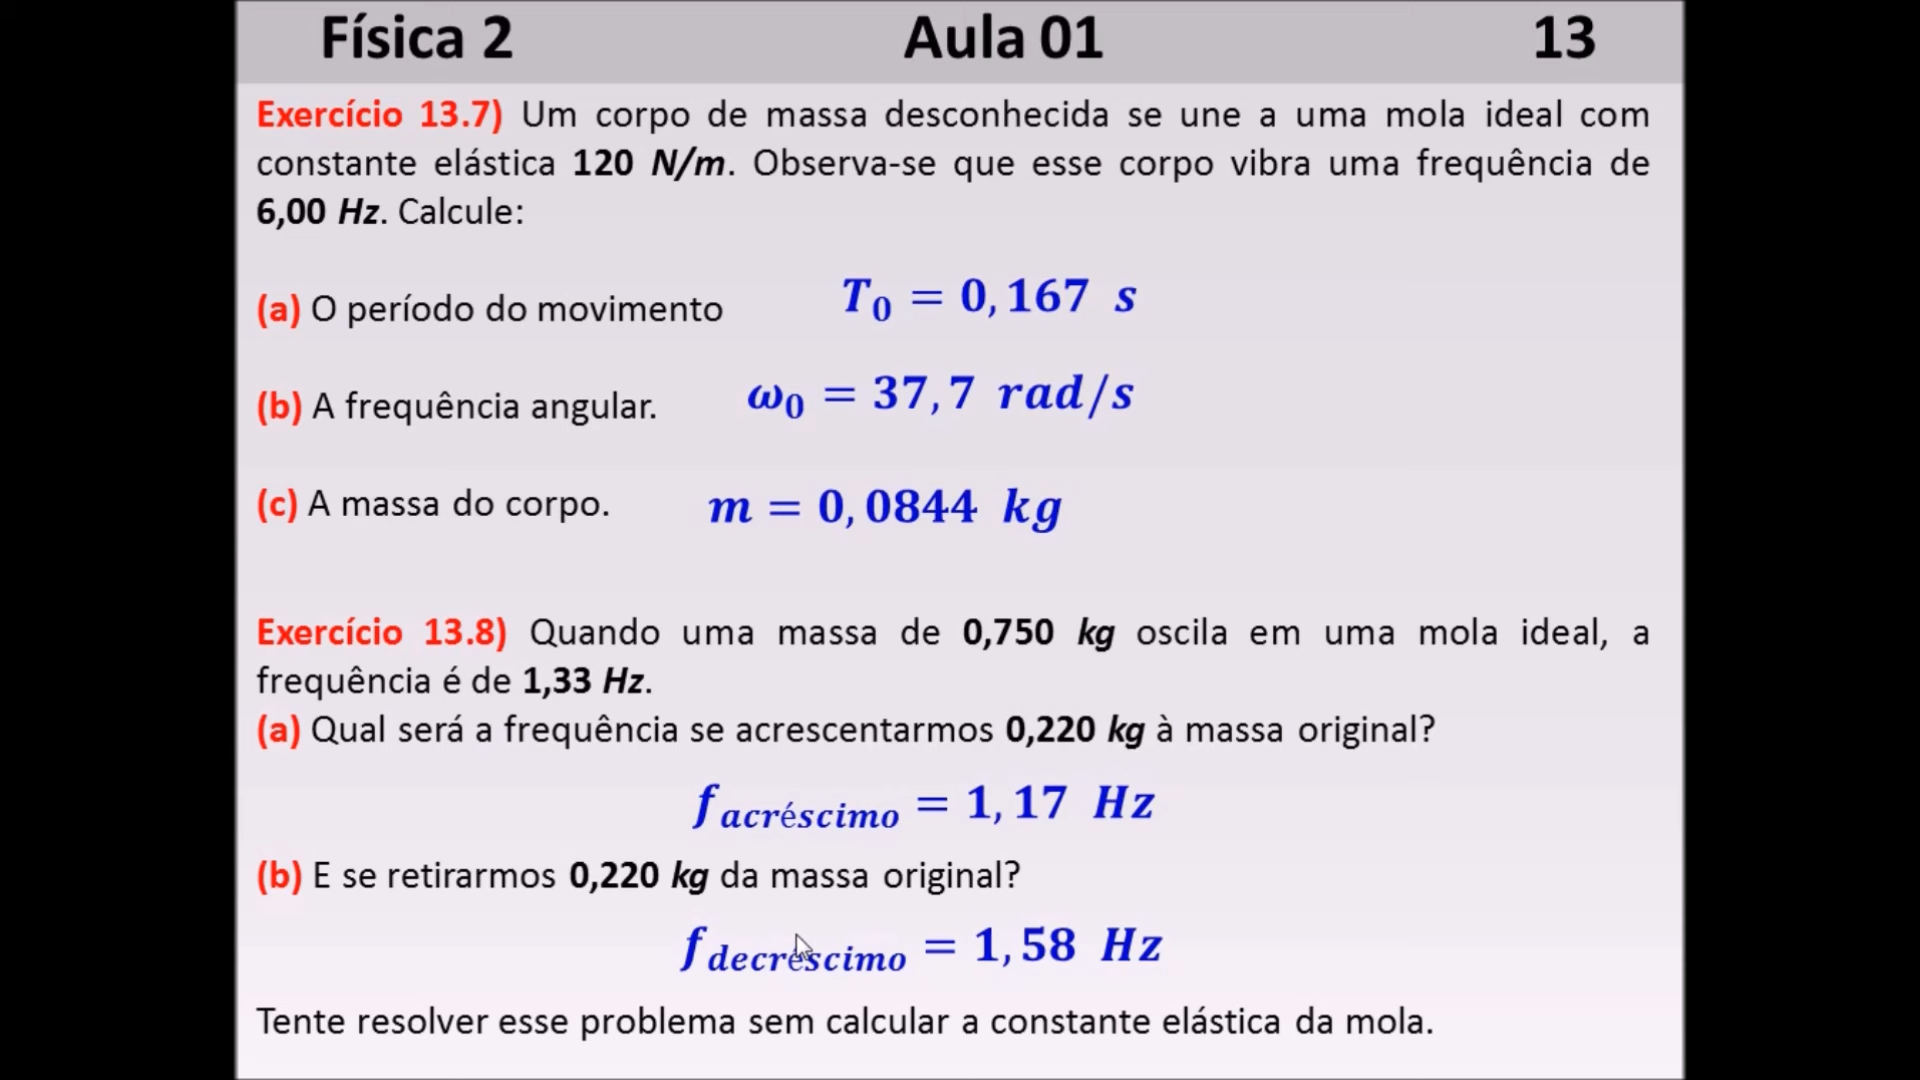 Física 2 Aula 01 13
Exercício 13.7) Um corpo de massa desconhecida se une a uma mola ideal com
constante elástica 120 N/m. Observa-se que esse corpo vibra uma frequência de
6,00 Hz. Calcule:
(a) O período do movimento T₀ = 0,167 s
(b) A frequência angular. ω₀ = 37,7 rad/s
(c) A massa do corpo. m = 0,0844 kg
Exercício 13.8) Quando uma massa de 0,750 kg oscila em uma mola ideal, a
frequência é de 1,33 Hz.
(a) Qual será a frequência se acrescentarmos 0,220 kg à massa original?
f acréscimo = 1,17 Hz
(b) E se retirarmos 0,220 kg da massa original?
f decréscimo = 1,58 Hz
Tente resolver esse problema sem calcular a constante elástica da mola.